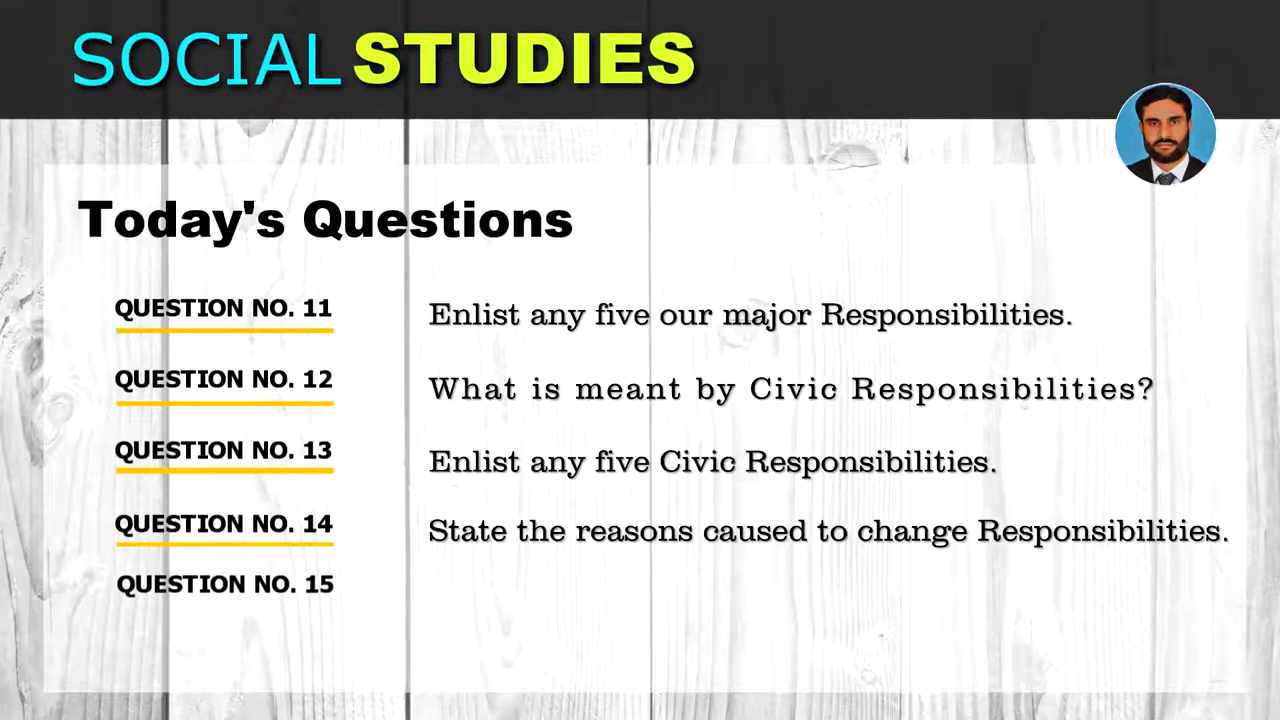 SOCIAL STUDIES
Today's Questions
QUESTION NO. 11 Enlist any five our major Responsibilities.
QUESTION NO. 12 What is meant by Civic Responsibilities?
QUESTION NO. 13 Enlist any five Civic Responsibilities.
QUESTION NO. 14 State the reasons caused to change Responsibilities.
QUESTION NO. 15